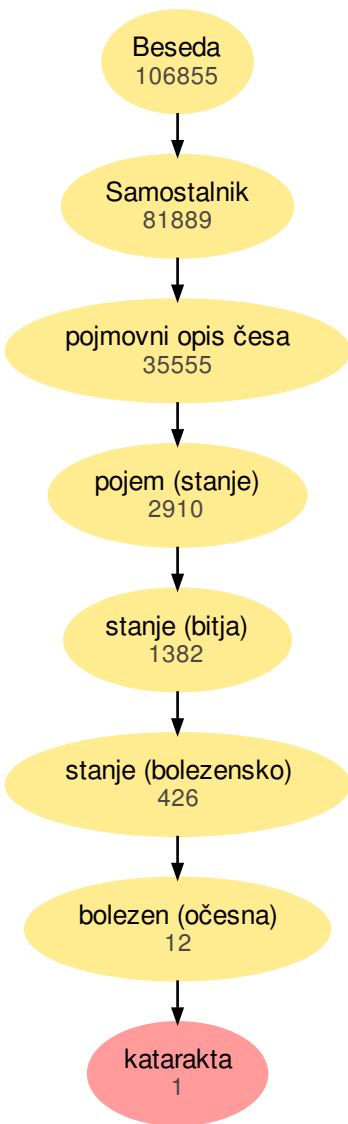 Beseda
106855
Samostalnik
81889
pojmovni opis česa
35555
pojem (stanje)
2910
stanje (bitja)
1382
stanje (bolezensko)
426
bolezen (očesna)
12
katarakta
1